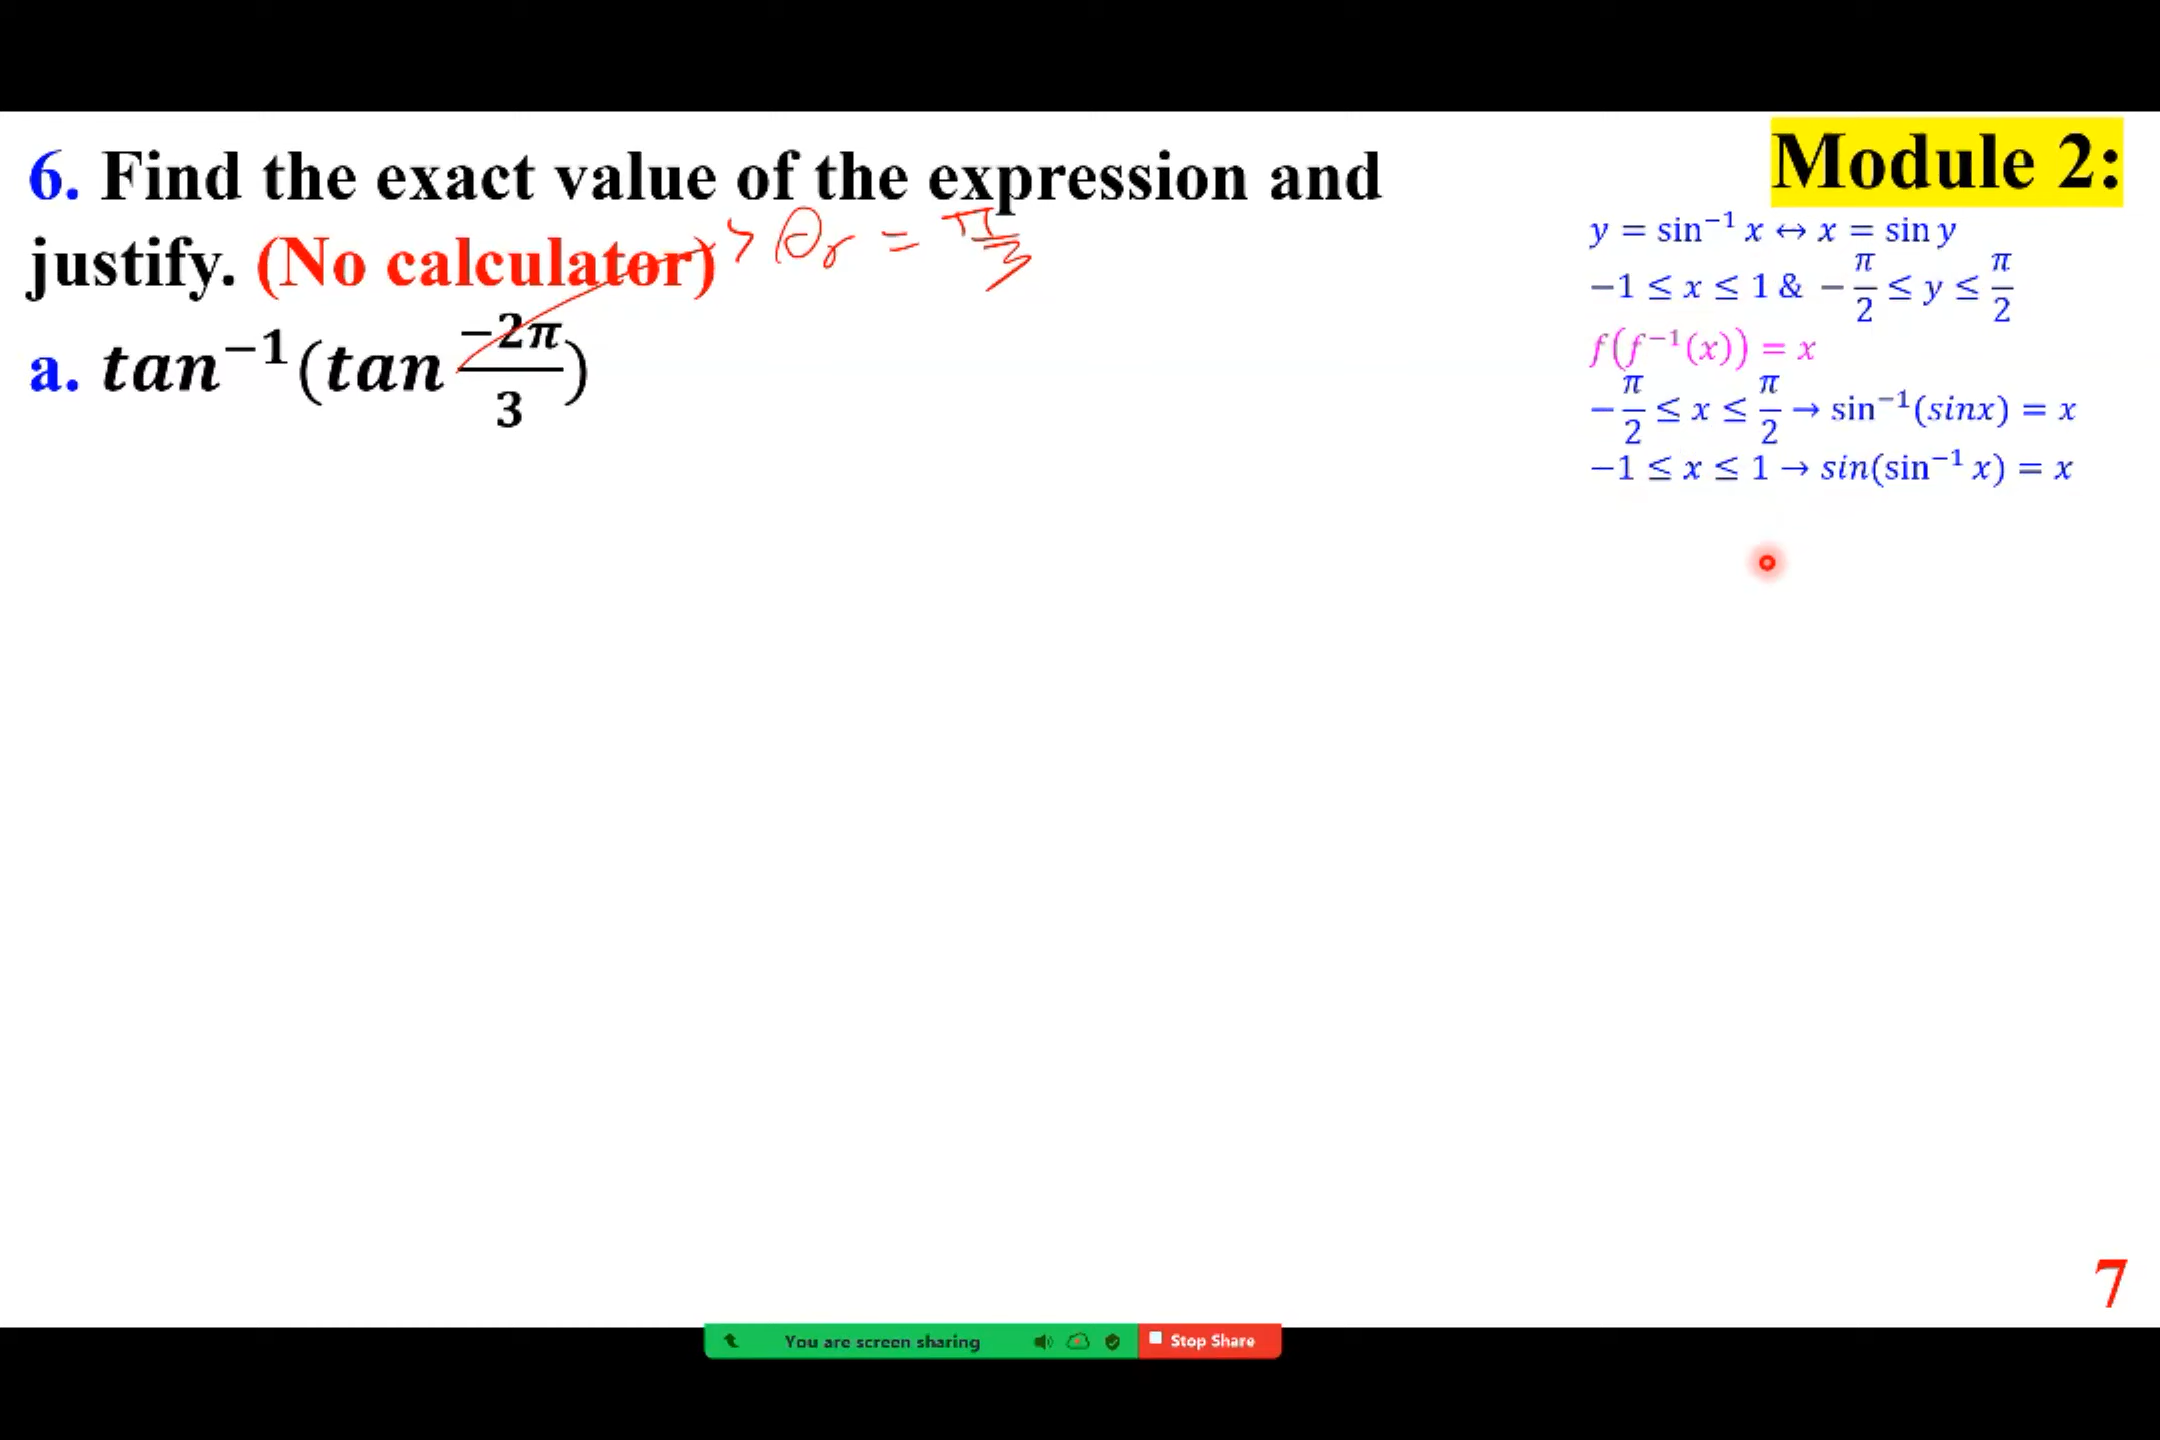 6. Find the exact value of the expression and
justify. (No calculator) > θr = π/3
a. tan⁻¹(tan −2π/3)
Module 2:
y = sin⁻¹ x ↔ x = sin y
−1 ≤ x ≤ 1 & −π/2 ≤ y ≤ π/2
f(f⁻¹(x)) = x
−π/2 ≤ x ≤ π/2 → sin⁻¹(sinx) = x
−1 ≤ x ≤ 1 → sin(sin⁻¹ x) = x
7
You are screen sharing
Stop Share